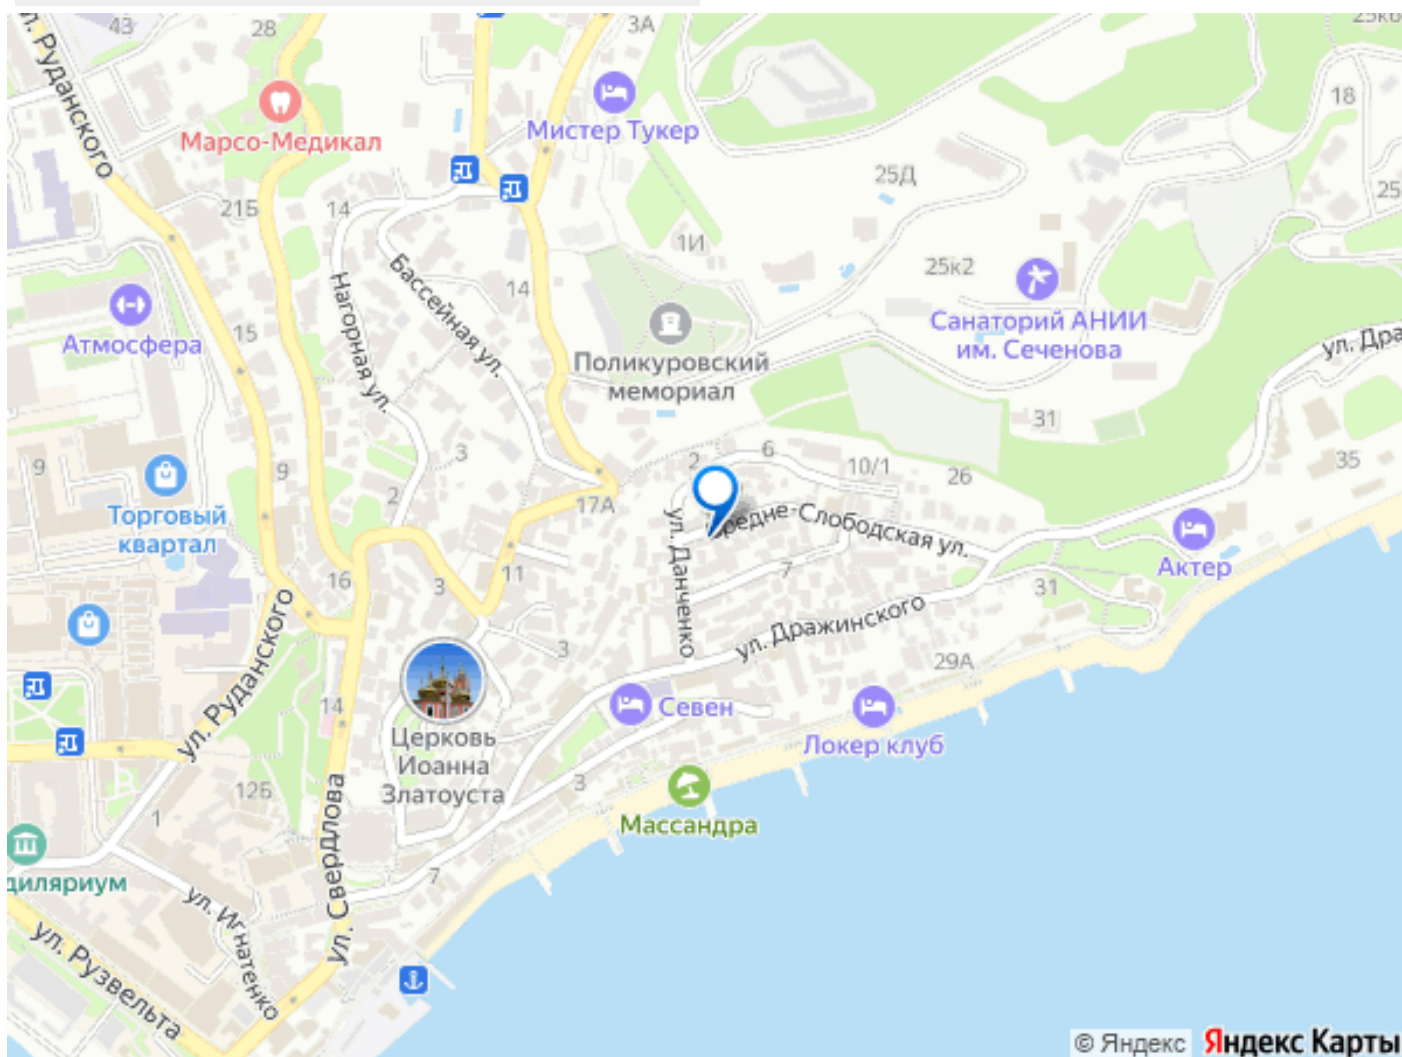 43
28
3А
25к6
ул. Руданского
Марсо-Медикал
Мистер Тукер
18
25Д
25
21Б
14
1И
25к2
Бассейная ул.
14
Нагорная ул.
Атмосфера
15
Санаторий АНИИ
им. Сеченова
ул. Дра
Поликуровский
мемориал
31
3
9
9
2
6
10/1
26
35
2
17А
Торговый
квартал
редне-Слободская ул.
ул. Данченко
Актер
16
3
11
7
31
ул. Дражинского
3
29А
ул. Руданского
14
Севен
Локер клуб
Церковь
Иоанна
Златоуста
12Б
3
1
Массандра
ул. Свердлова
7
диляриум
ул. Игнатенко
ул. Рузвельта
© Яндекс Яндекс Карты